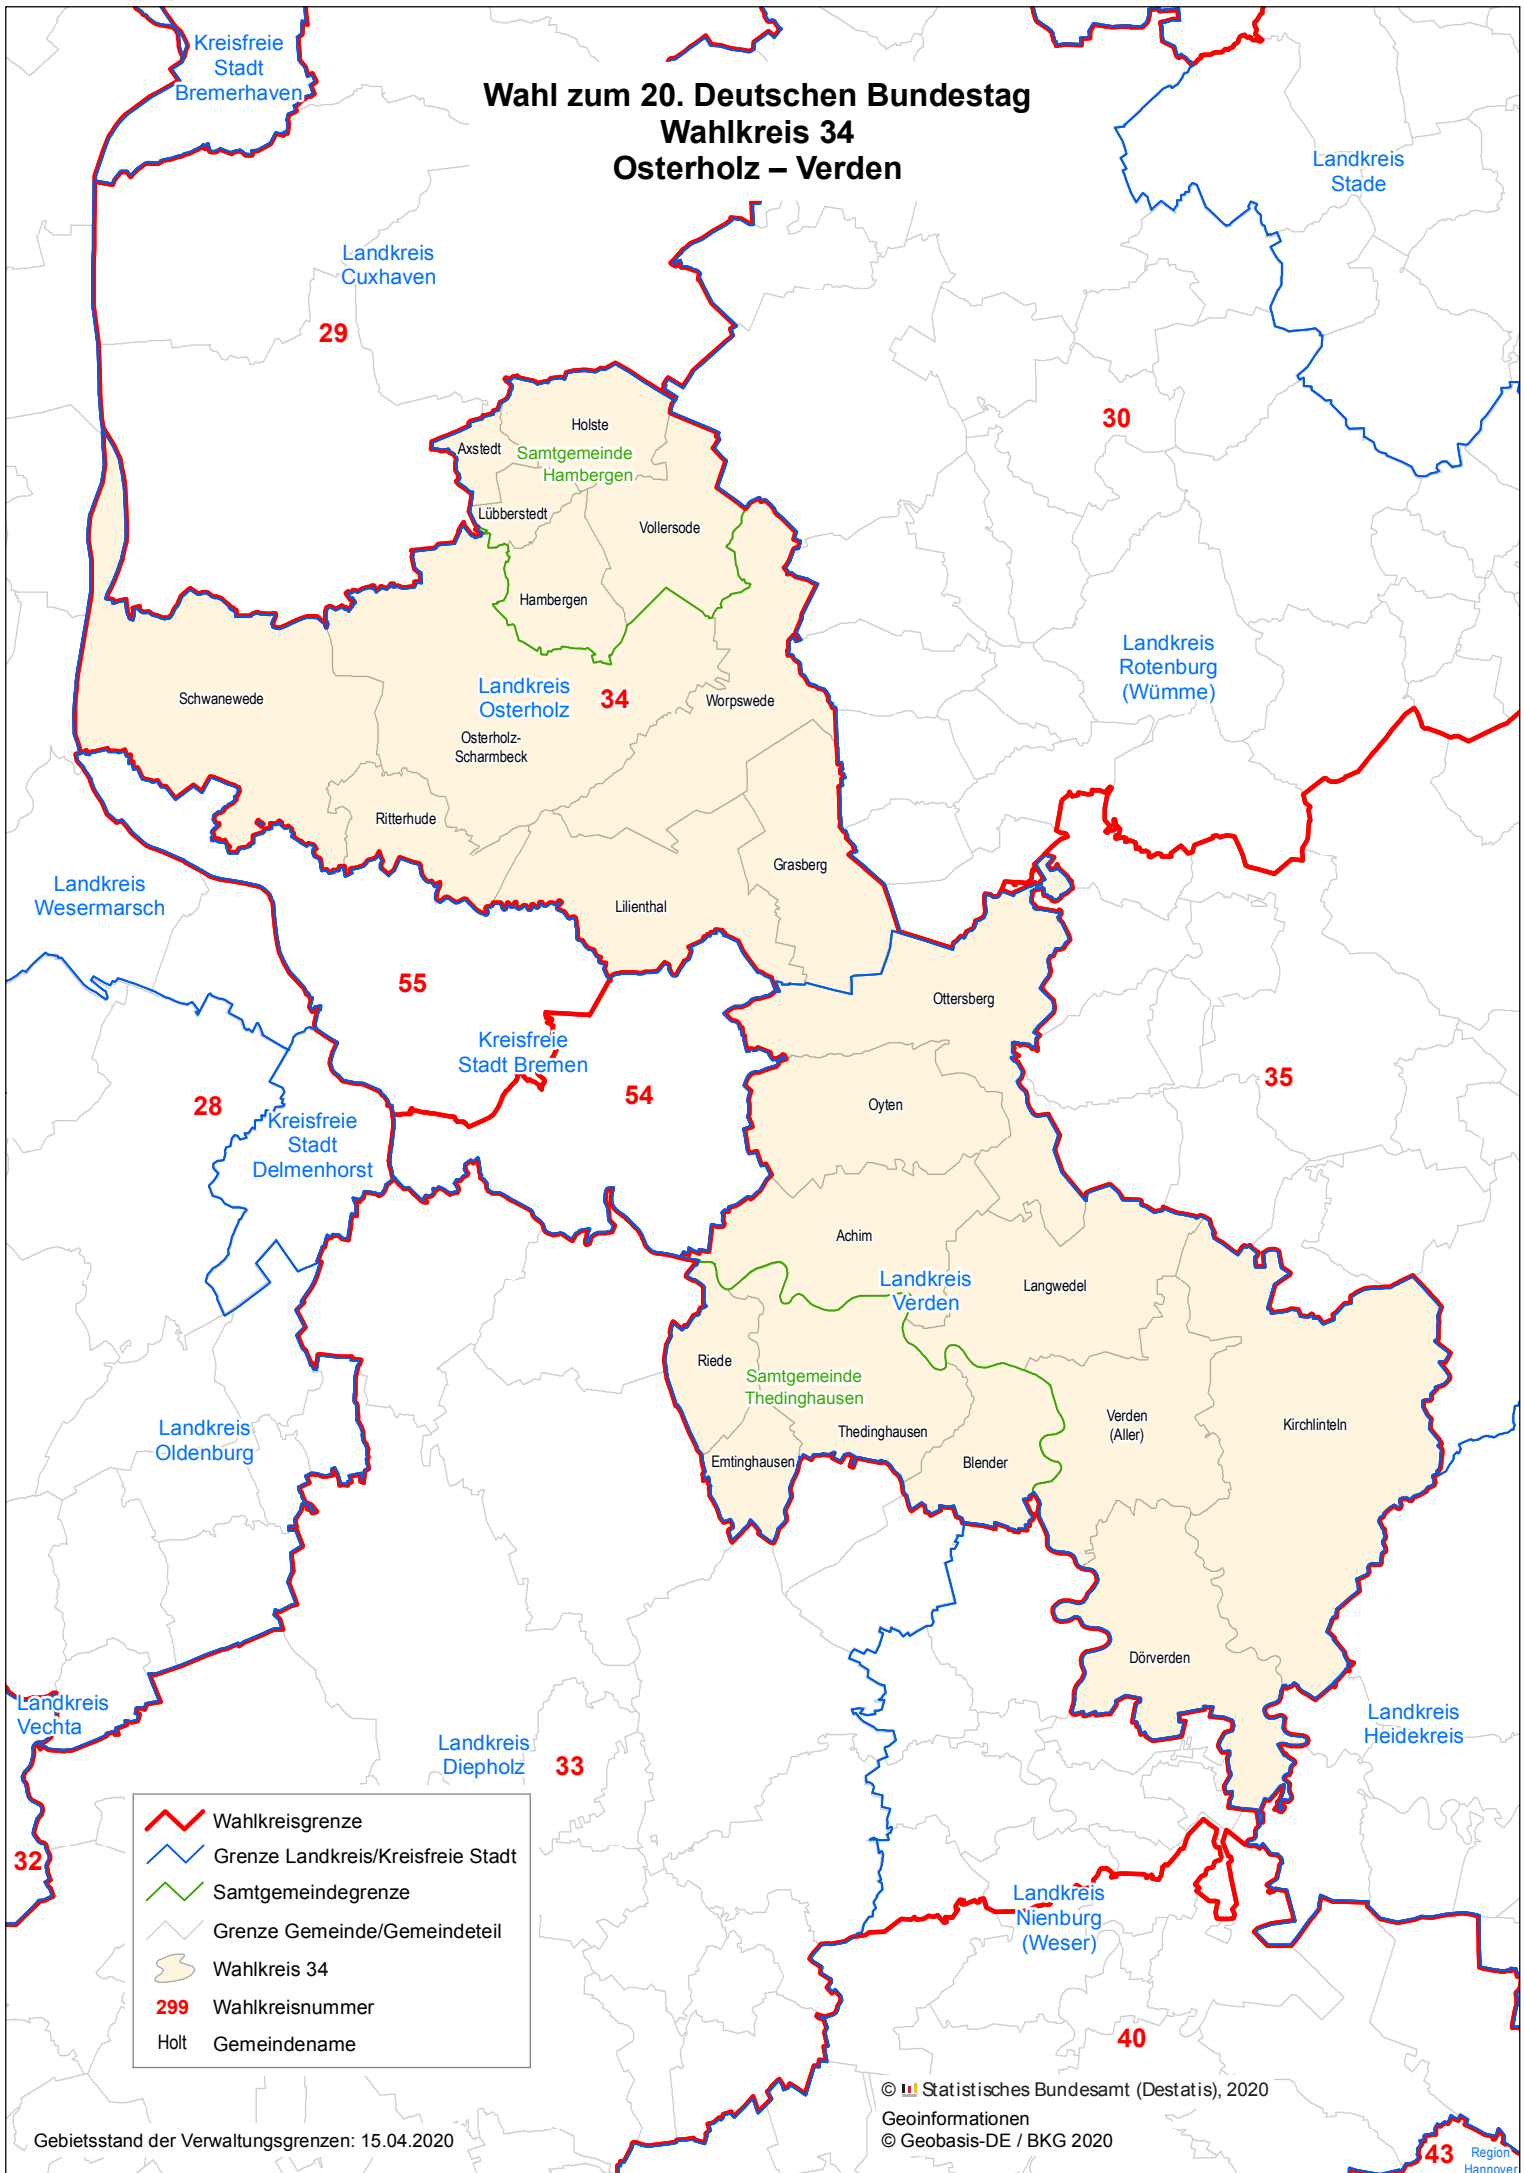 Wahl zum 20. Deutschen Bundestag
Wahlkreis 34
Osterholz – Verden
Kreisfreie
Stadt
Bremerhaven
Landkreis
Stade
Landkreis
Cuxhaven
29
30
Holste
Axstedt
Samtgemeinde
Hambergen
Lübberstedt
Vollersode
Hambergen
Landkreis
Rotenburg
(Wümme)
Schwanewede
Landkreis
Osterholz
34
Worpswede
Osterholz-
Scharmbeck
Ritterhude
Grasberg
Landkreis
Wesermarsch
Lilienthal
55
Ottersberg
Kreisfreie
Stadt Bremen
54
35
28
Oyten
Kreisfreie
Stadt
Delmenhorst
Achim
Landkreis
Verden
Langwedel
Riede
Samtgemeinde
Thedinghausen
Thedinghausen
Verden
(Aller)
Kirchlinteln
Landkreis
Oldenburg
Emtinghausen
Blender
Dörverden
Landkreis
Vechta
Landkreis
Heidekreis
Landkreis
Diepholz
33
32
Landkreis
Nienburg
(Weser)
40
43
Region
Hannover
Wahlkreisgrenze
Grenze Landkreis/Kreisfreie Stadt
Samtgemeindegrenze
Grenze Gemeinde/Gemeindeteil
Wahlkreis 34
299 Wahlkreisnummer
Holt Gemeindename
© Statistisches Bundesamt (Destatis), 2020
Geoinformationen
© Geobasis-DE / BKG 2020
Gebietsstand der Verwaltungsgrenzen: 15.04.2020